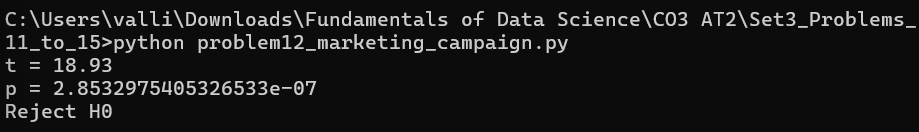 C:\Users\valli\Downloads\Fundamentals of Data Science\CO3 AT2\Set3_Problems_
11_to_15>python problem12_marketing_campaign.py
t = 18.93
p = 2.8532975405326533e-07
Reject H0